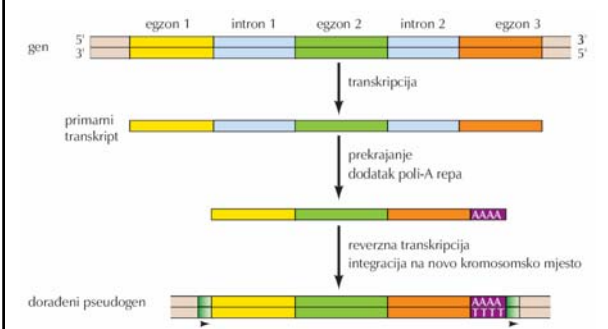 egzon 1 intron 1 egzon 2 intron 2 egzon 3
gen 5' 3'
3' 5'
transkripcija
primarni
transkript
prekrajanje
dodatak poli-A repa
AAAA
reverzna transkripcija
integracija na novo kromosomsko mjesto
dorađeni pseudogen AAAA
TTTT